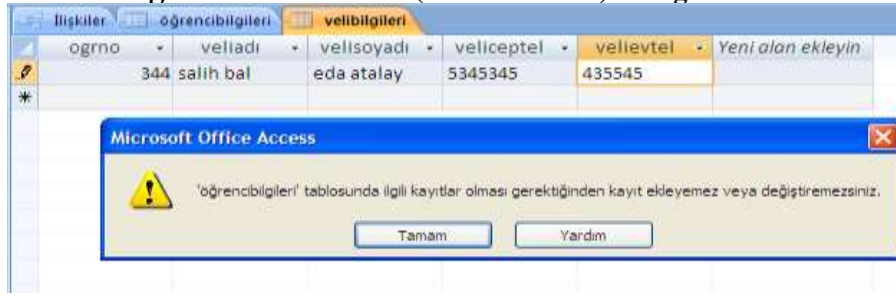 İlişkiler öğrencibilgileri velibilgileri
ogrno veliadı velisoyadı veliceptel velievtel Yeni alan ekleyin
344 salih bal eda atalay 5345345 435545
Microsoft Office Access
'öğrencibilgileri' tablosunda ilgili kayıtlar olması gerektiğinden kayıt ekleyemez veya değiştiremezsiniz.
Tamam Yardım